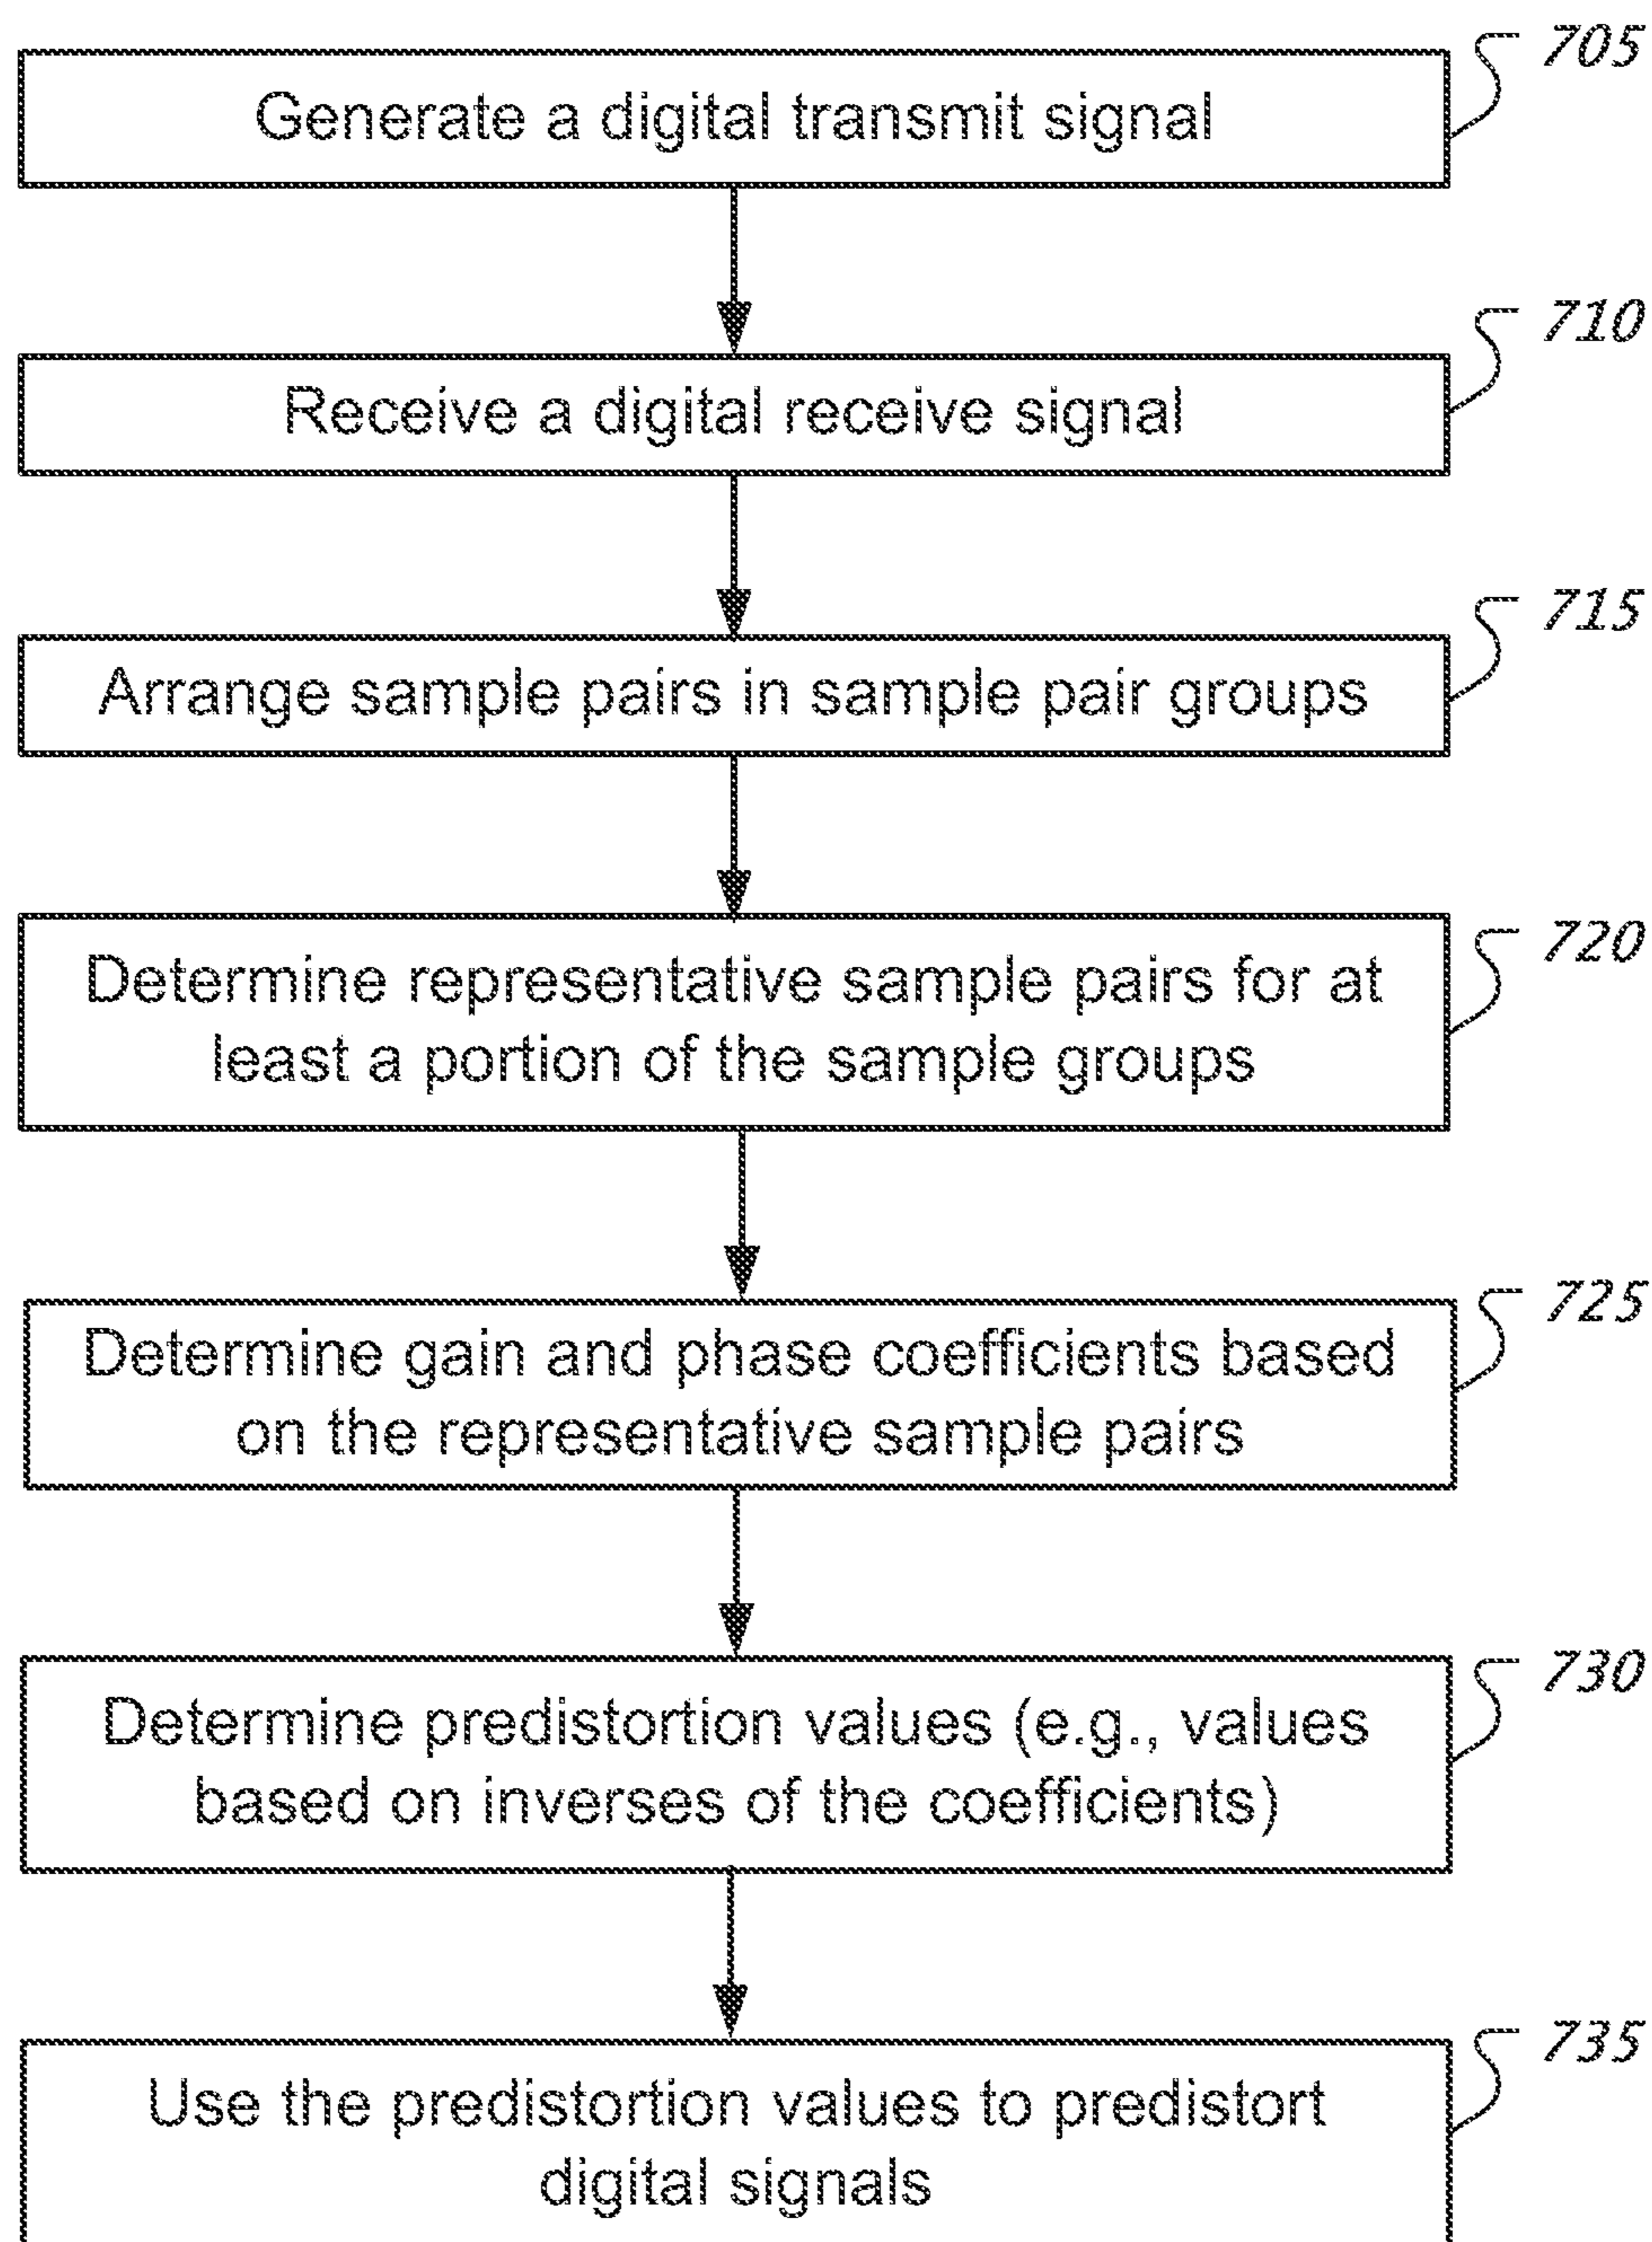 705
Generate a digital transmit signal
710
Receive a digital receive signal
715
Arrange sample pairs in sample pair groups
720
Determine representative sample pairs for at
least a portion of the sample groups
725
Determine gain and phase coefficients based
on the representative sample pairs
730
Determine predistortion values (e.g., values
based on inverses of the coefficients)
735
Use the predistortion values to predistort
digital signals